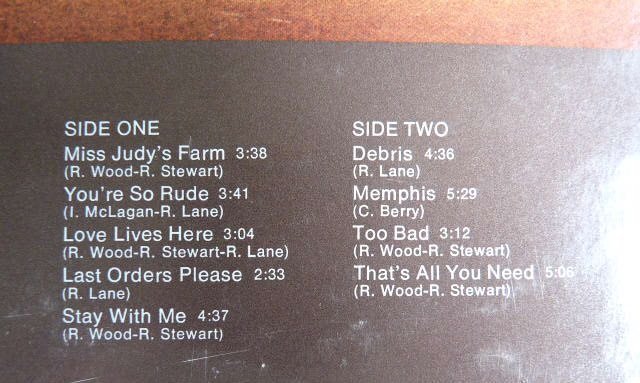 SIDE ONE
Miss Judy's Farm 3:38
(R. Wood-R. Stewart)
You're So Rude 3:41
(I. McLagan-R. Lane)
Love Lives Here 3:04
(R. Wood-R. Stewart-R. Lane)
Last Orders Please 2:33
(R. Lane)
Stay With Me 4:37
(R. Wood-R. Stewart)
SIDE TWO
Debris 4:36
(R. Lane)
Memphis 5:29
(C. Berry)
Too Bad 3:12
(R. Wood-R. Stewart)
That's All You Need 5:06
(R. Wood-R. Stewart)